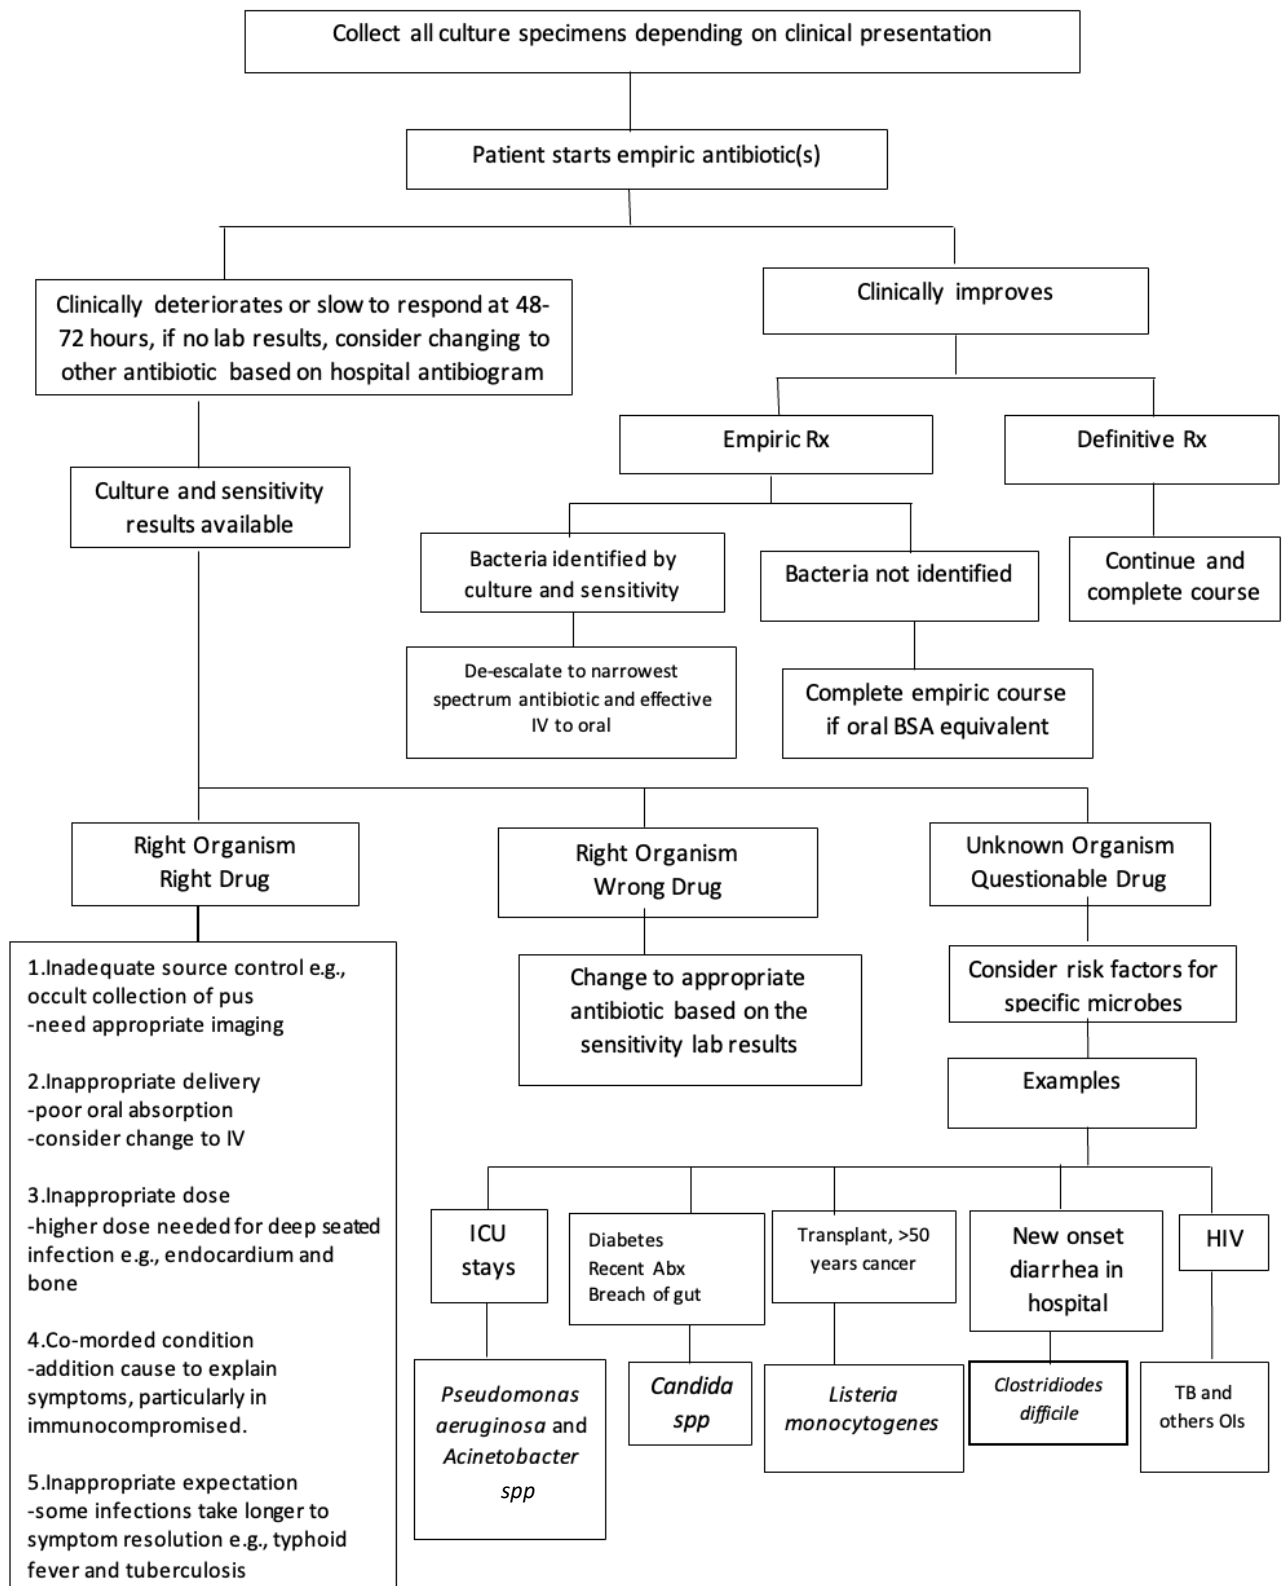 Collect all culture specimens depending on clinical presentation
Patient starts empiric antibiotic(s)
Clinically deteriorates or slow to respond at 48-
72 hours, if no lab results, consider changing to
other antibiotic based on hospital antibiogram
Clinically improves
Empiric Rx
Definitive Rx
Culture and sensitivity
results available
Bacteria identified by
culture and sensitivity
Bacteria not identified
Continue and
complete course
De-escalate to narrowest
spectrum antibiotic and effective
IV to oral
Complete empiric course
if oral BSA equivalent
Right Organism
Right Drug
Right Organism
Wrong Drug
Unknown Organism
Questionable Drug
1.Inadequate source control e.g.,
occult collection of pus
-need appropriate imaging
2.Inappropriate delivery
-poor oral absorption
-consider change to IV
3.Inappropriate dose
-higher dose needed for deep seated
infection e.g., endocardium and
bone
4.Co-morded condition
-addition cause to explain
symptoms, particularly in
immunocompromised.
5.Inappropriate expectation
-some infections take longer to
symptom resolution e.g., typhoid
fever and tuberculosis
Change to appropriate
antibiotic based on the
sensitivity lab results
Consider risk factors for
specific microbes
Examples
ICU
stays
Diabetes
Recent Abx
Breach of gut
Transplant, >50
years cancer
New onset
diarrhea in
hospital
HIV
Pseudomonas
aeruginosa and
Acinetobacter
spp
Candida
spp
Listeria
monocytogenes
Clostridiodes
difficile
TB and
others OIs